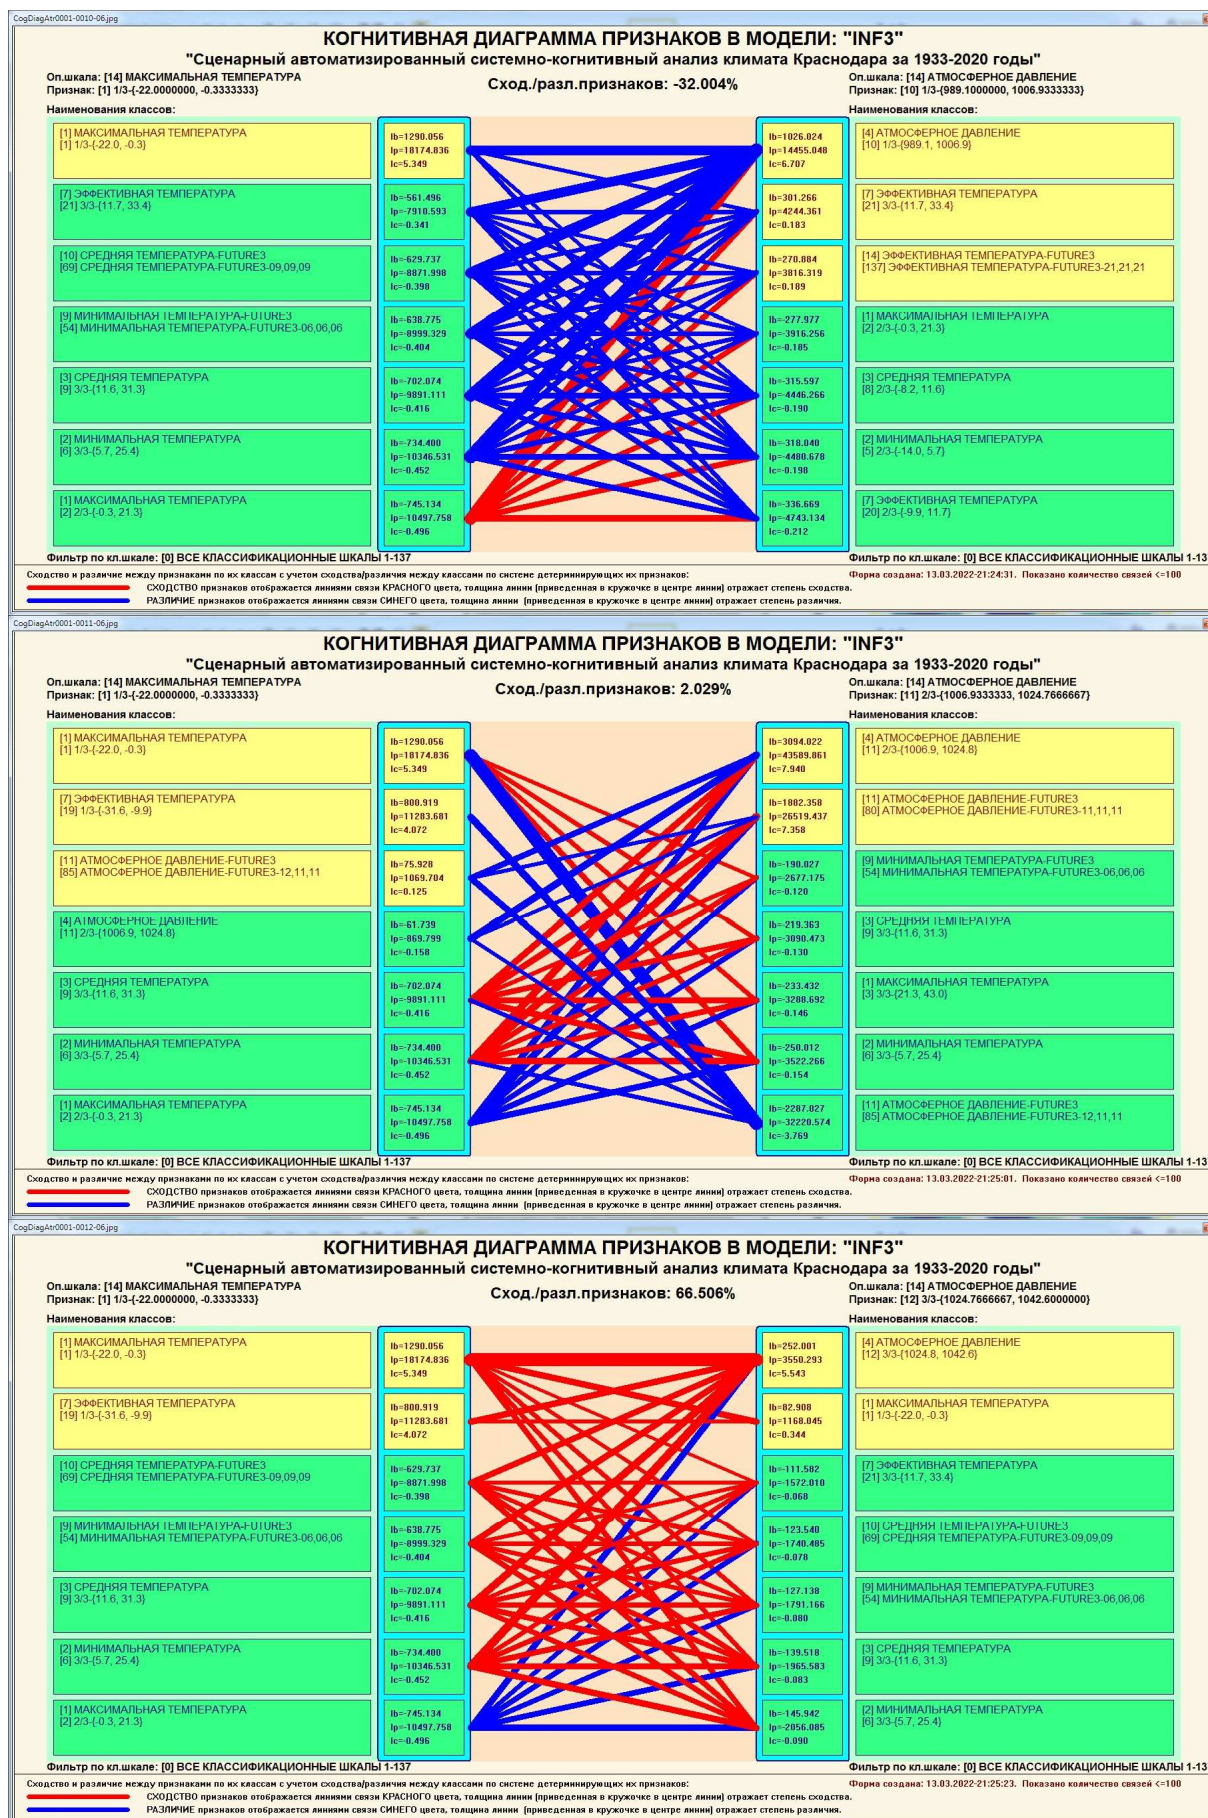 CogDiagAtr0001-0010-06.jpg
КОГНИТИВНАЯ ДИАГРАММА ПРИЗНАКОВ В МОДЕЛИ: "INF3"
"Сценарный автоматизированный системно-когнитивный анализ климата Краснодара за 1933-2020 годы"
Оп.шкала: [14] МАКСИМАЛЬНАЯ ТЕМПЕРАТУРА
Признак: [1] 1/3-{-22.0000000, -0.3333333}
Сход./разл.признаков: -32.004%
Оп.шкала: [14] АТМОСФЕРНОЕ ДАВЛЕНИЕ
Признак: [10] 1/3-{989.1000000, 1006.9333333}
Наименования классов:
Наименования классов:
[1] МАКСИМАЛЬНАЯ ТЕМПЕРАТУРА
[1] 1/3-{-22.0, -0.3}
Ib=1290.056
Ip=18174.836
Ic=5.349
Ib=1026.024
Ip=14455.048
Ic=6.707
[4] АТМОСФЕРНОЕ ДАВЛЕНИЕ
[10] 1/3-{989.1, 1006.9}
[7] ЭФФЕКТИВНАЯ ТЕМПЕРАТУРА
[21] 3/3-{11.7, 33.4}
Ib=-561.496
Ip=-7910.593
Ic=-0.341
Ib=301.266
Ip=4244.361
Ic=0.183
[7] ЭФФЕКТИВНАЯ ТЕМПЕРАТУРА
[21] 3/3-{11.7, 33.4}
[10] СРЕДНЯЯ ТЕМПЕРАТУРА-FUTURE3
[69] СРЕДНЯЯ ТЕМПЕРАТУРА-FUTURE3-09,09,09
Ib=-629.737
Ip=-8871.998
Ic=-0.398
Ib=270.884
Ip=3816.319
Ic=0.189
[14] ЭФФЕКТИВНАЯ ТЕМПЕРАТУРА-FUTURE3
[137] ЭФФЕКТИВНАЯ ТЕМПЕРАТУРА-FUTURE3-21,21,21
[9] МИНИМАЛЬНАЯ ТЕМПЕРАТУРА-FUTURE3
[54] МИНИМАЛЬНАЯ ТЕМПЕРАТУРА-FUTURE3-06,06,06
Ib=-638.775
Ip=-8999.329
Ic=-0.404
Ib=-277.977
Ip=-3916.256
Ic=-0.185
[1] МАКСИМАЛЬНАЯ ТЕМПЕРАТУРА
[2] 2/3-{-0.3, 21.3}
[3] СРЕДНЯЯ ТЕМПЕРАТУРА
[9] 3/3-{11.6, 31.3}
Ib=-702.074
Ip=-9891.111
Ic=-0.416
Ib=-315.597
Ip=-4446.266
Ic=-0.190
[3] СРЕДНЯЯ ТЕМПЕРАТУРА
[8] 2/3-{-8.2, 11.6}
[2] МИНИМАЛЬНАЯ ТЕМПЕРАТУРА
[6] 3/3-{5.7, 25.4}
Ib=-734.400
Ip=-10346.531
Ic=-0.452
Ib=-318.040
Ip=-4480.678
Ic=-0.198
[2] МИНИМАЛЬНАЯ ТЕМПЕРАТУРА
[5] 2/3-{-14.0, 5.7}
[1] МАКСИМАЛЬНАЯ ТЕМПЕРАТУРА
[2] 2/3-{-0.3, 21.3}
Ib=-745.134
Ip=-10497.758
Ic=-0.496
Ib=-336.669
Ip=-4743.134
Ic=-0.212
[7] ЭФФЕКТИВНАЯ ТЕМПЕРАТУРА
[20] 2/3-{-9.9, 11.7}
Фильтр по кл.шкале: [0] ВСЕ КЛАССИФИКАЦИОННЫЕ ШКАЛЫ 1-137
Фильтр по кл.шкале: [0] ВСЕ КЛАССИФИКАЦИОННЫЕ ШКАЛЫ 1-13
Сходство и различие между признаками по их классам с учетом сходства/различия между классами по системе детерминирующих их признаков:
Форма создана: 13.03.2022-21:24:31. Показано количество связей <=100
СХОДСТВО признаков отображается линиями связи КРАСНОГО цвета, толщина линии (приведенная в кружочке в центре линии) отражает степень сходства.
РАЗЛИЧИЕ признаков отображается линиями связи СИНЕГО цвета, толщина линии (приведенная в кружочке в центре линии) отражает степень различия.
CogDiagAtr0001-0011-06.jpg
КОГНИТИВНАЯ ДИАГРАММА ПРИЗНАКОВ В МОДЕЛИ: "INF3"
"Сценарный автоматизированный системно-когнитивный анализ климата Краснодара за 1933-2020 годы"
Оп.шкала: [14] МАКСИМАЛЬНАЯ ТЕМПЕРАТУРА
Признак: [1] 1/3-{-22.0000000, -0.3333333}
Сход./разл.признаков: 2.029%
Оп.шкала: [14] АТМОСФЕРНОЕ ДАВЛЕНИЕ
Признак: [11] 2/3-{1006.9333333, 1024.7666667}
Наименования классов:
Наименования классов:
[1] МАКСИМАЛЬНАЯ ТЕМПЕРАТУРА
[1] 1/3-{-22.0, -0.3}
Ib=1290.056
Ip=18174.836
Ic=5.349
Ib=3094.022
Ip=43589.861
Ic=7.940
[4] АТМОСФЕРНОЕ ДАВЛЕНИЕ
[11] 2/3-{1006.9, 1024.8}
[7] ЭФФЕКТИВНАЯ ТЕМПЕРАТУРА
[19] 1/3-{-31.6, -9.9}
Ib=800.919
Ip=11283.681
Ic=4.072
Ib=1882.358
Ip=26519.437
Ic=7.358
[11] АТМОСФЕРНОЕ ДАВЛЕНИЕ-FUTURE3
[80] АТМОСФЕРНОЕ ДАВЛЕНИЕ-FUTURE3-11,11,11
[11] АТМОСФЕРНОЕ ДАВЛЕНИЕ-FUTURE3
[85] АТМОСФЕРНОЕ ДАВЛЕНИЕ-FUTURE3-12,11,11
Ib=75.928
Ip=1069.704
Ic=0.125
Ib=-190.027
Ip=-2677.175
Ic=-0.120
[9] МИНИМАЛЬНАЯ ТЕМПЕРАТУРА-FUTURE3
[54] МИНИМАЛЬНАЯ ТЕМПЕРАТУРА-FUTURE3-06,06,06
[4] АТМОСФЕРНОЕ ДАВЛЕНИЕ
[11] 2/3-{1006.9, 1024.8}
Ib=-61.739
Ip=-869.799
Ic=-0.158
Ib=-219.363
Ip=-3090.473
Ic=-0.130
[3] СРЕДНЯЯ ТЕМПЕРАТУРА
[9] 3/3-{11.6, 31.3}
[3] СРЕДНЯЯ ТЕМПЕРАТУРА
[9] 3/3-{11.6, 31.3}
Ib=-702.074
Ip=-9891.111
Ic=-0.416
Ib=-233.432
Ip=-3288.692
Ic=-0.146
[1] МАКСИМАЛЬНАЯ ТЕМПЕРАТУРА
[3] 3/3-{21.3, 43.0}
[2] МИНИМАЛЬНАЯ ТЕМПЕРАТУРА
[6] 3/3-{5.7, 25.4}
Ib=-734.400
Ip=-10346.531
Ic=-0.452
Ib=-250.012
Ip=-3522.266
Ic=-0.154
[2] МИНИМАЛЬНАЯ ТЕМПЕРАТУРА
[6] 3/3-{5.7, 25.4}
[1] МАКСИМАЛЬНАЯ ТЕМПЕРАТУРА
[2] 2/3-{-0.3, 21.3}
Ib=-745.134
Ip=-10497.758
Ic=-0.496
Ib=-2287.027
Ip=-32220.574
Ic=-3.769
[11] АТМОСФЕРНОЕ ДАВЛЕНИЕ-FUTURE3
[85] АТМОСФЕРНОЕ ДАВЛЕНИЕ-FUTURE3-12,11,11
Фильтр по кл.шкале: [0] ВСЕ КЛАССИФИКАЦИОННЫЕ ШКАЛЫ 1-137
Фильтр по кл.шкале: [0] ВСЕ КЛАССИФИКАЦИОННЫЕ ШКАЛЫ 1-13
Сходство и различие между признаками по их классам с учетом сходства/различия между классами по системе детерминирующих их признаков:
Форма создана: 13.03.2022-21:25:01. Показано количество связей <=100
СХОДСТВО признаков отображается линиями связи КРАСНОГО цвета, толщина линии (приведенная в кружочке в центре линии) отражает степень сходства.
РАЗЛИЧИЕ признаков отображается линиями связи СИНЕГО цвета, толщина линии (приведенная в кружочке в центре линии) отражает степень различия.
CogDiagAtr0001-0012-06.jpg
КОГНИТИВНАЯ ДИАГРАММА ПРИЗНАКОВ В МОДЕЛИ: "INF3"
"Сценарный автоматизированный системно-когнитивный анализ климата Краснодара за 1933-2020 годы"
Оп.шкала: [14] МАКСИМАЛЬНАЯ ТЕМПЕРАТУРА
Признак: [1] 1/3-{-22.0000000, -0.3333333}
Сход./разл.признаков: 66.506%
Оп.шкала: [14] АТМОСФЕРНОЕ ДАВЛЕНИЕ
Признак: [12] 3/3-{1024.7666667, 1042.6000000}
Наименования классов:
Наименования классов:
[1] МАКСИМАЛЬНАЯ ТЕМПЕРАТУРА
[1] 1/3-{-22.0, -0.3}
Ib=1290.056
Ip=18174.836
Ic=5.349
Ib=252.001
Ip=3550.293
Ic=5.543
[4] АТМОСФЕРНОЕ ДАВЛЕНИЕ
[12] 3/3-{1024.8, 1042.6}
[7] ЭФФЕКТИВНАЯ ТЕМПЕРАТУРА
[19] 1/3-{-31.6, -9.9}
Ib=800.919
Ip=11283.681
Ic=4.072
Ib=82.908
Ip=1168.045
Ic=0.344
[1] МАКСИМАЛЬНАЯ ТЕМПЕРАТУРА
[1] 1/3-{-22.0, -0.3}
[10] СРЕДНЯЯ ТЕМПЕРАТУРА-FUTURE3
[69] СРЕДНЯЯ ТЕМПЕРАТУРА-FUTURE3-09,09,09
Ib=-629.737
Ip=-8871.998
Ic=-0.398
Ib=-111.582
Ip=-1572.010
Ic=-0.068
[7] ЭФФЕКТИВНАЯ ТЕМПЕРАТУРА
[21] 3/3-{11.7, 33.4}
[9] МИНИМАЛЬНАЯ ТЕМПЕРАТУРА-FUTURE3
[54] МИНИМАЛЬНАЯ ТЕМПЕРАТУРА-FUTURE3-06,06,06
Ib=-638.775
Ip=-8999.329
Ic=-0.404
Ib=-123.540
Ip=-1740.485
Ic=-0.078
[10] СРЕДНЯЯ ТЕМПЕРАТУРА-FUTURE3
[69] СРЕДНЯЯ ТЕМПЕРАТУРА-FUTURE3-09,09,09
[3] СРЕДНЯЯ ТЕМПЕРАТУРА
[9] 3/3-{11.6, 31.3}
Ib=-702.074
Ip=-9891.111
Ic=-0.416
Ib=-127.138
Ip=-1791.166
Ic=-0.080
[9] МИНИМАЛЬНАЯ ТЕМПЕРАТУРА-FUTURE3
[54] МИНИМАЛЬНАЯ ТЕМПЕРАТУРА-FUTURE3-06,06,06
[2] МИНИМАЛЬНАЯ ТЕМПЕРАТУРА
[6] 3/3-{5.7, 25.4}
Ib=-734.400
Ip=-10346.531
Ic=-0.452
Ib=-139.518
Ip=-1965.583
Ic=-0.083
[3] СРЕДНЯЯ ТЕМПЕРАТУРА
[9] 3/3-{11.6, 31.3}
[1] МАКСИМАЛЬНАЯ ТЕМПЕРАТУРА
[2] 2/3-{-0.3, 21.3}
Ib=-745.134
Ip=-10497.758
Ic=-0.496
Ib=-145.942
Ip=-2056.085
Ic=-0.090
[2] МИНИМАЛЬНАЯ ТЕМПЕРАТУРА
[6] 3/3-{5.7, 25.4}
Фильтр по кл.шкале: [0] ВСЕ КЛАССИФИКАЦИОННЫЕ ШКАЛЫ 1-137
Фильтр по кл.шкале: [0] ВСЕ КЛАССИФИКАЦИОННЫЕ ШКАЛЫ 1-13
Сходство и различие между признаками по их классам с учетом сходства/различия между классами по системе детерминирующих их признаков:
Форма создана: 13.03.2022-21:25:23. Показано количество связей <=100
СХОДСТВО признаков отображается линиями связи КРАСНОГО цвета, толщина линии (приведенная в кружочке в центре линии) отражает степень сходства.
РАЗЛИЧИЕ признаков отображается линиями связи СИНЕГО цвета, толщина линии (приведенная в кружочке в центре линии) отражает степень различия.